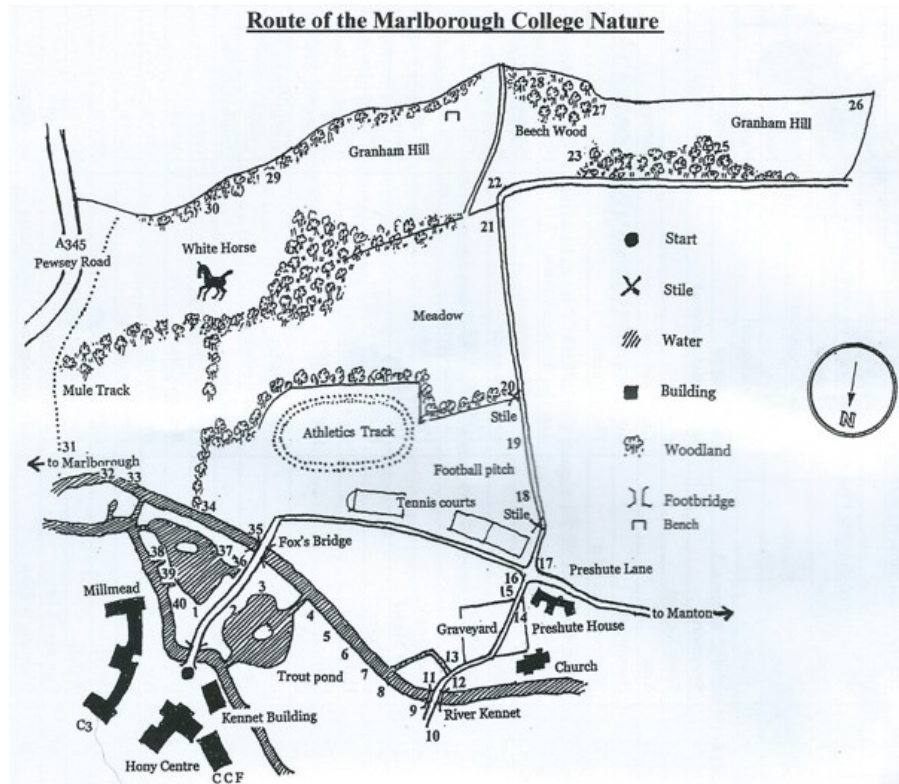 Route of the Marlborough College Nature
28
27
Beech Wood
26
Granham Hill
Granham Hill
23
24
25
29
22
30
21
A345
Pewsey Road
White Horse
Start
Stile
Meadow
Water
Mule Track
20
Building
Stile
N
Athletics Track
19
31
to Marlborough
Football pitch
Woodland
32
33
34
Tennis courts
18
Stile
Footbridge
Bench
35
Fox's Bridge
38
37
36
17
Preshute Lane
39
16
Millmead
3
15
40
1
2
4
14
Preshute House
to Manton
5
Graveyard
6
13
Church
Trout pond
7
11
12
8
C3
Kennet Building
9
River Kennet
10
Hony Centre
CCF